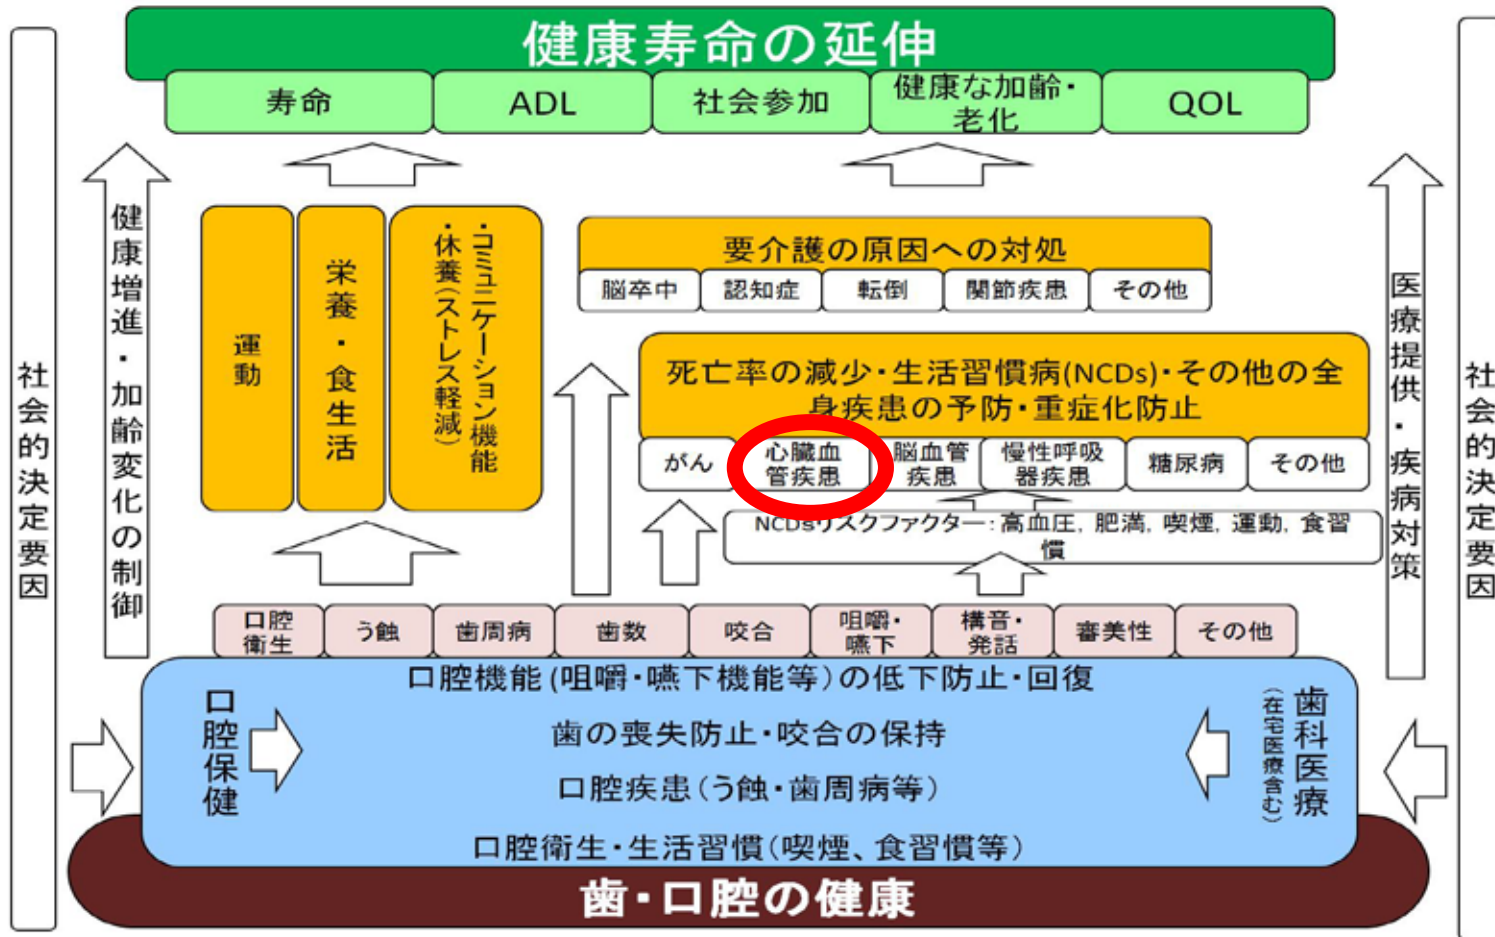 健康寿命の延伸
寿命
ADL
社会参加
健康な加齢・
老化
QOL
社会的決定要因
健康増進・加齢変化の制御
運動
栄養・食生活
・コミュニケーション機能
・休養(ストレス軽減)
要介護の原因への対処
脳卒中
認知症
転倒
関節疾患
その他
死亡率の減少・生活習慣病(NCDs)・その他の全
身疾患の予防・重症化防止
がん
心臓血
管疾患
脳血管
疾患
慢性呼吸
器疾患
糖尿病
その他
NCDsリスクファクター:高血圧, 肥満, 喫煙, 運動, 食習
慣
医療提供・疾病対策
社会的決定要因
口腔
衛生
う蝕
歯周病
歯数
咬合
咀嚼・
嚥下
構音・
発話
審美性
その他
口腔機能(咀嚼・嚥下機能等)の低下防止・回復
口腔保健
歯の喪失防止・咬合の保持
口腔疾患(う蝕・歯周病等)
口腔衛生・生活習慣(喫煙、食習慣等)
歯科医療
(在宅医療含む)
歯・口腔の健康